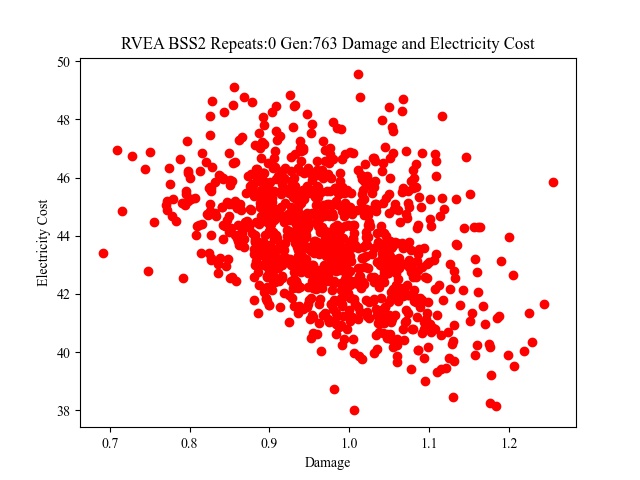 RVEA BSS2 Repeats:0 Gen:763 Damage and Electricity Cost
50
48
46
44
42
40
38
Electricity Cost
0.7 0.8 0.9 1.0 1.1 1.2
Damage